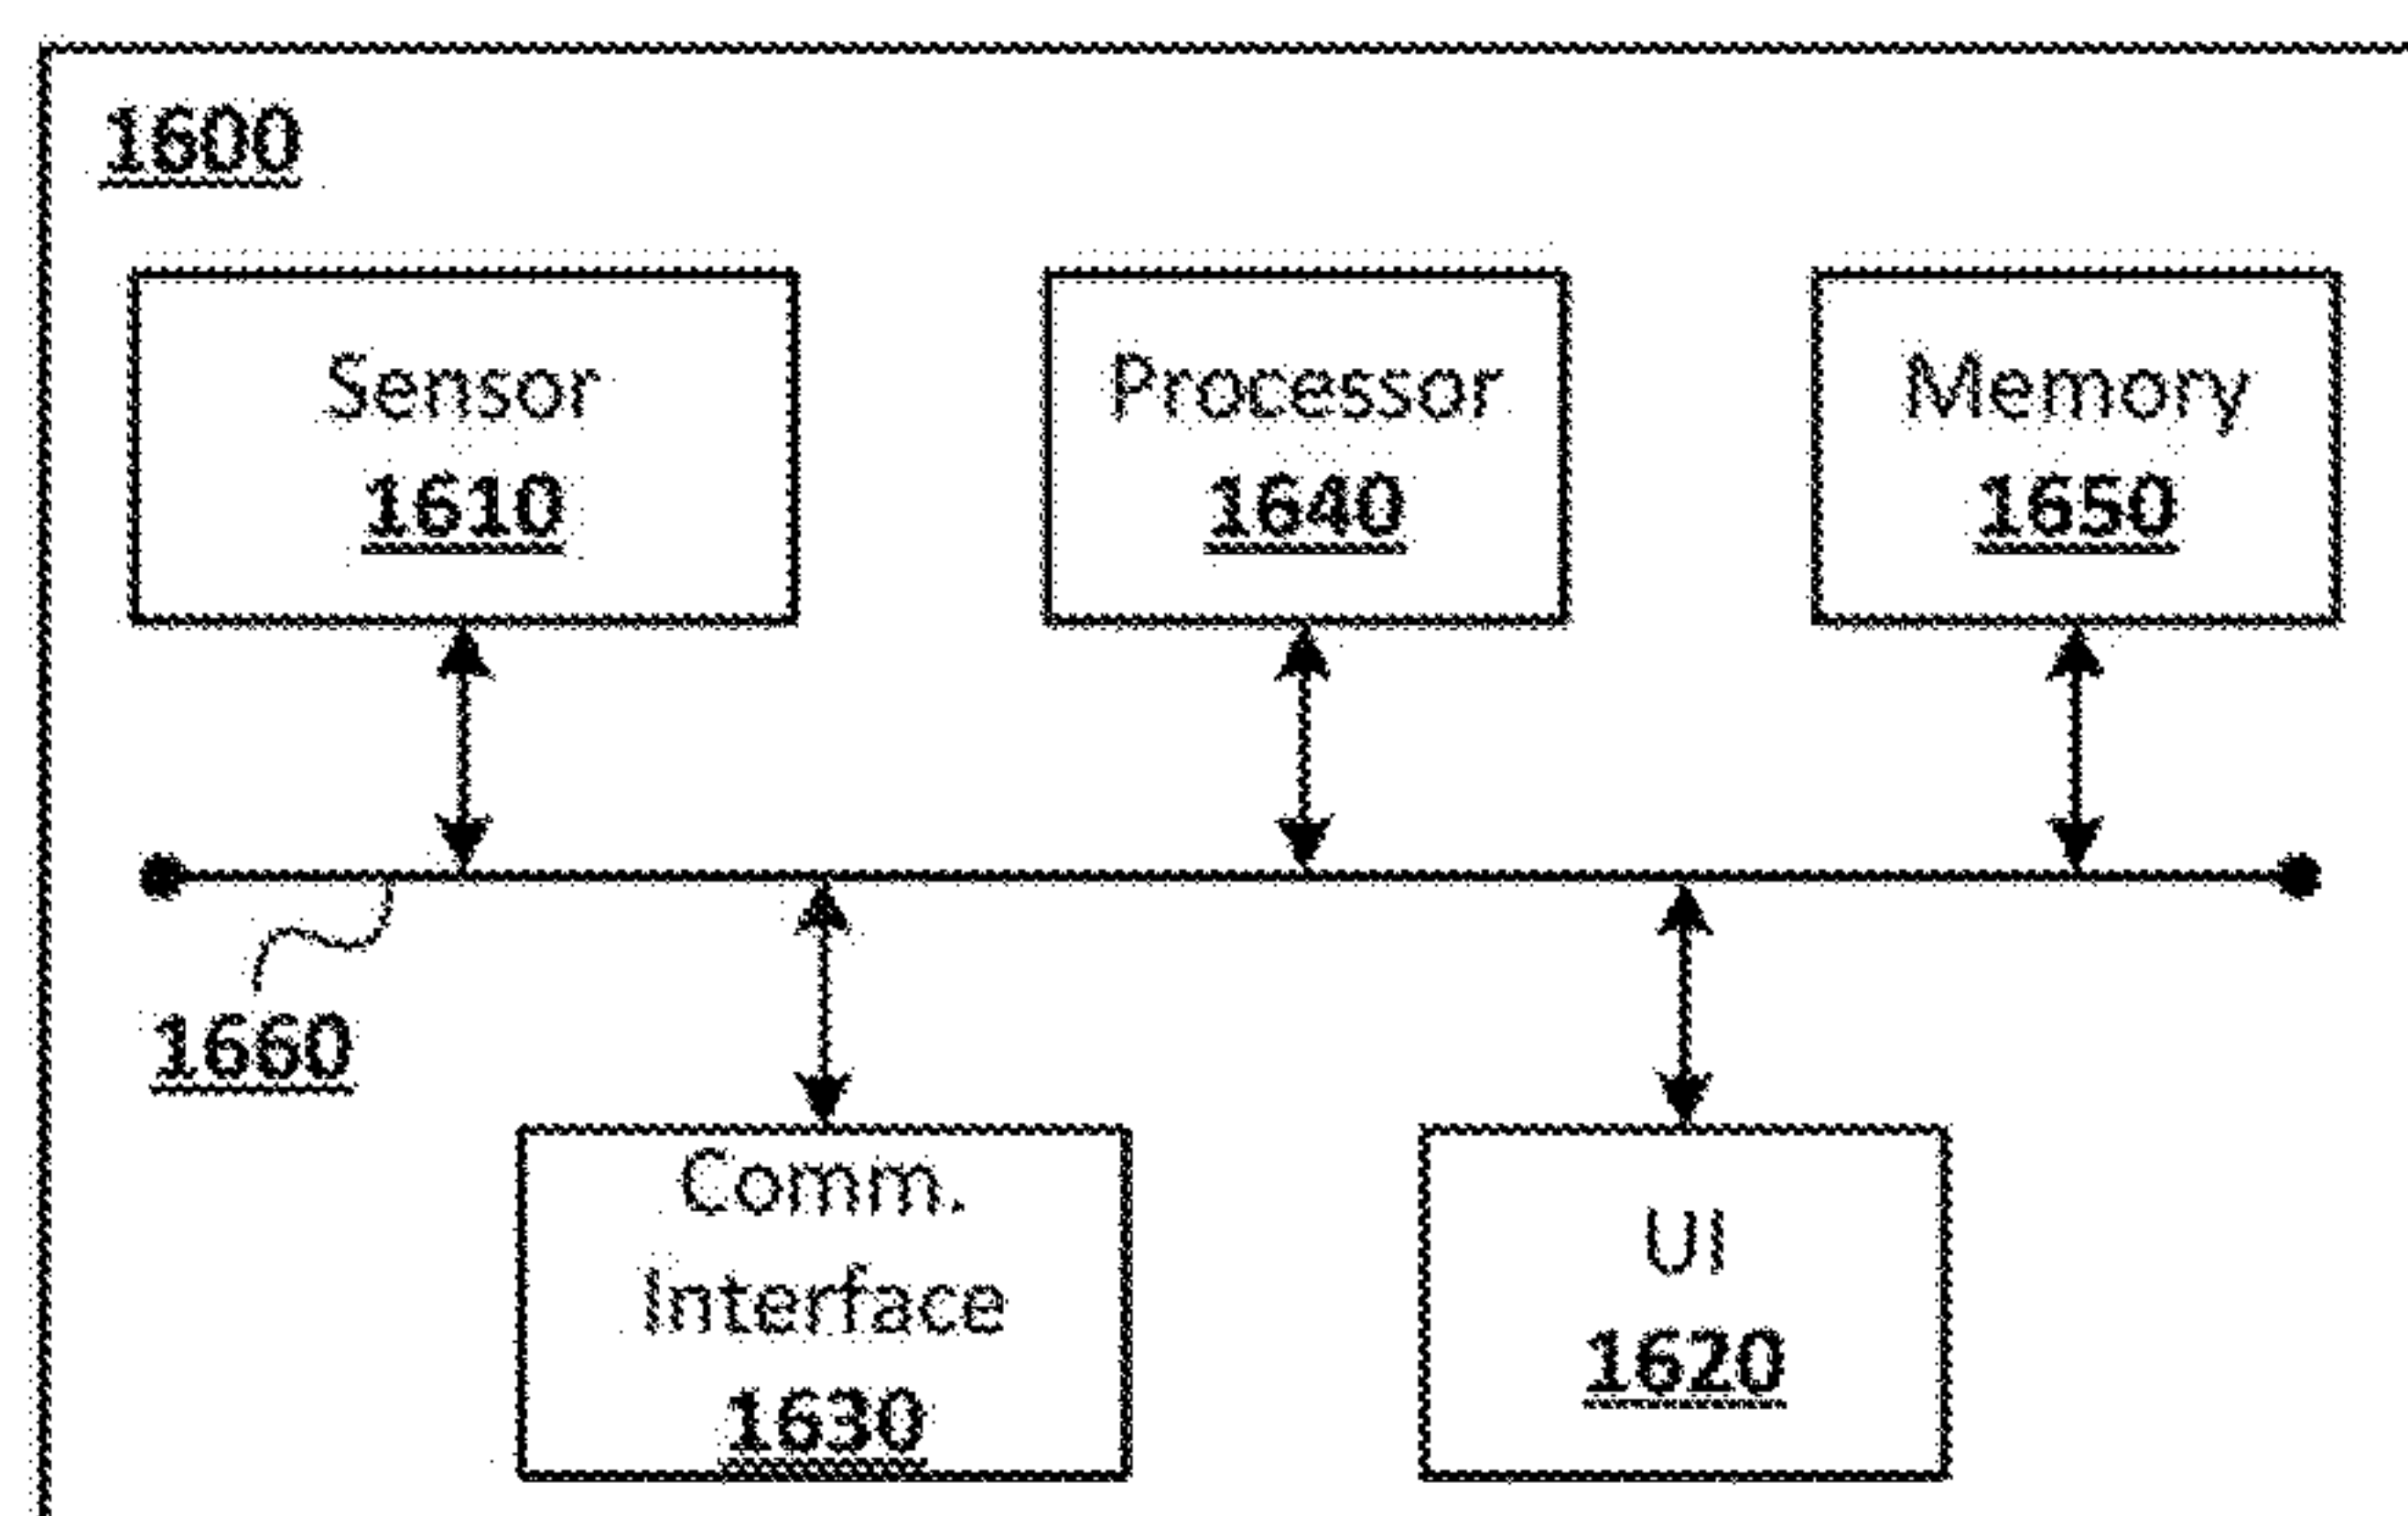 1600
Sensor
1610
Processor
1640
Memory
1650
1660
Comm.
Interface
1630
UI
1620